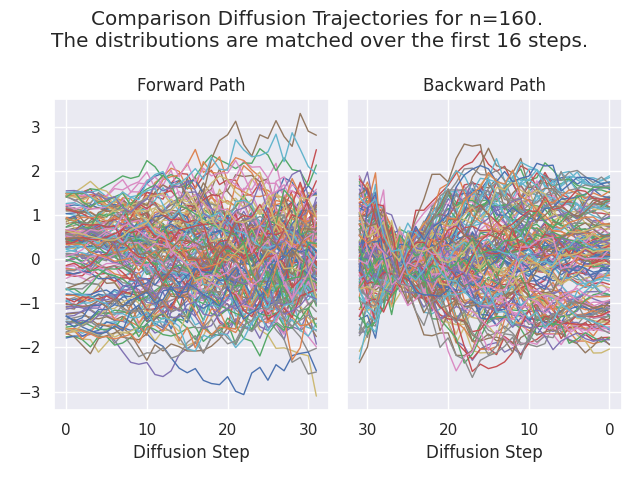 Comparison Diffusion Trajectories for n=160.
The distributions are matched over the first 16 steps.
Forward Path
Backward Path
3
2
1
0
−1
−2
−3
0 10 20 30
30 20 10 0
Diffusion Step
Diffusion Step